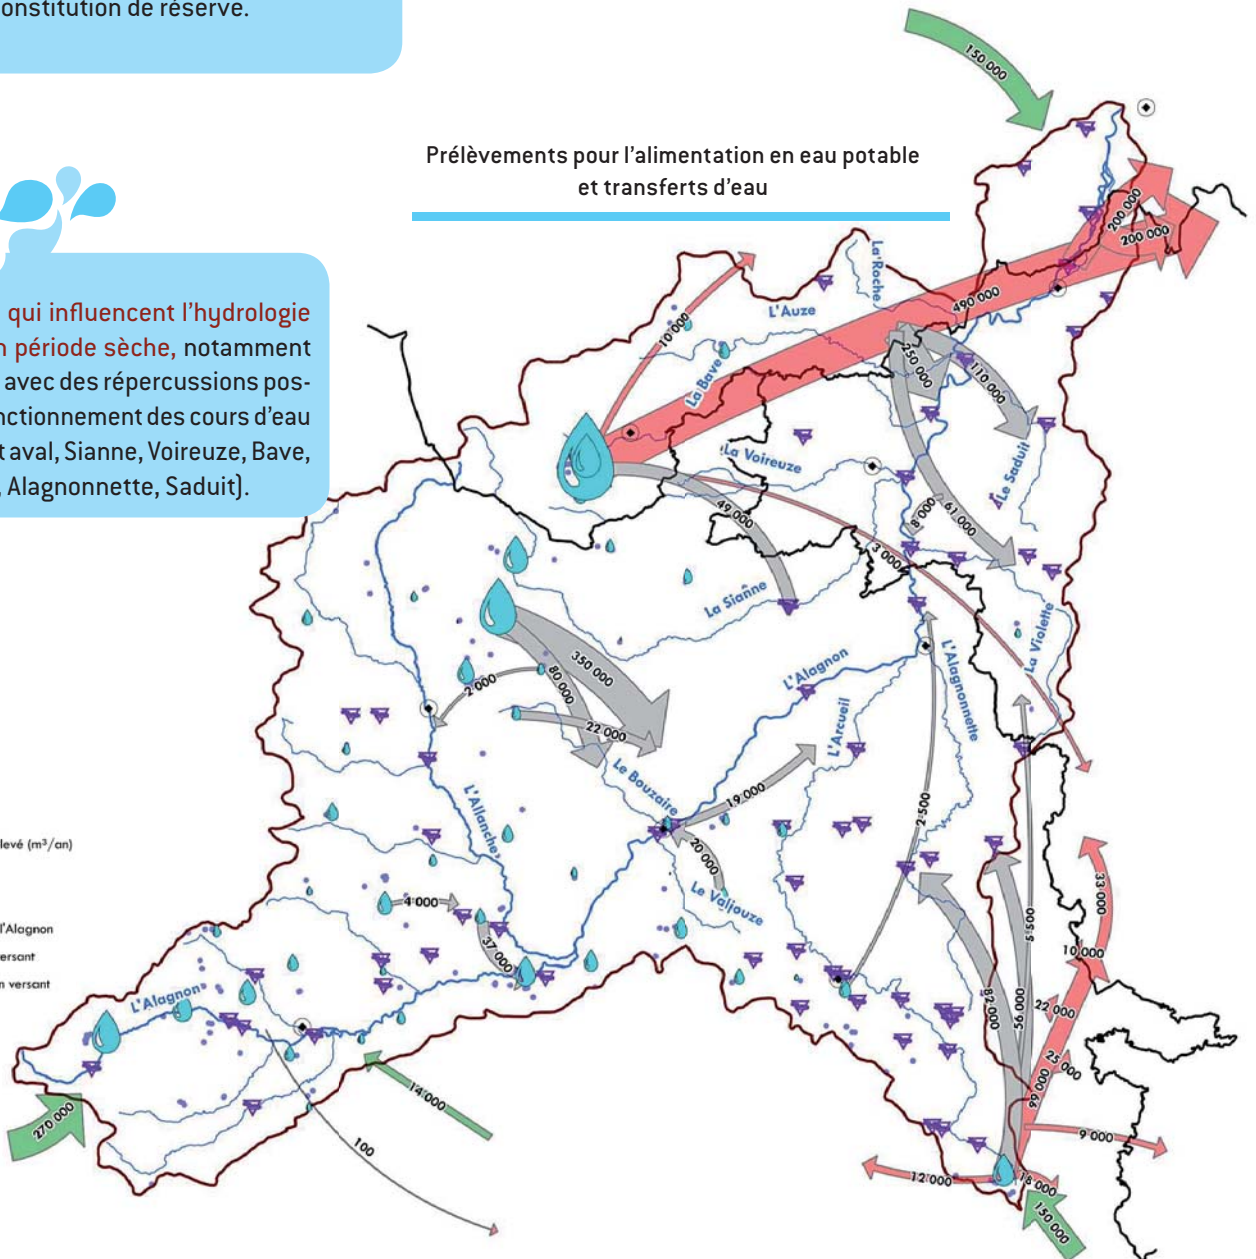 onstitution de réserve.
Prélèvements pour l'alimentation en eau potable
et transferts d'eau
qui influencent l'hydrologie
n période sèche, notamment
avec des répercussions pos-
nctionnement des cours d'eau
t aval, Sianne, Voireuze, Bave,
, Alagnonnette, Saduit).
150 000
200 000
200 000
La Roche
L'Auze
490 000
10 000
La Bave
250 000
110 000
La Voireuze
Le Saduit
49 000
8 000
61 000
3 000
La Sianne
La Violette
350 000
80 000
2 000
L'Alagnon
L'Alagnonnette
22 000
L'Arcueil
Le Bouzaire
19 000
L'Allanche
2 500
20 000
levé (m³/an)
Le Valjouze
33 000
4 000
5 500
l'Alagnon
37 000
10 000
versant
n versant
L'Alagnon
82 000
56 000
22 000
25 000
99 000
14 000
270 000
100
9 000
12 000
18 000
150 000